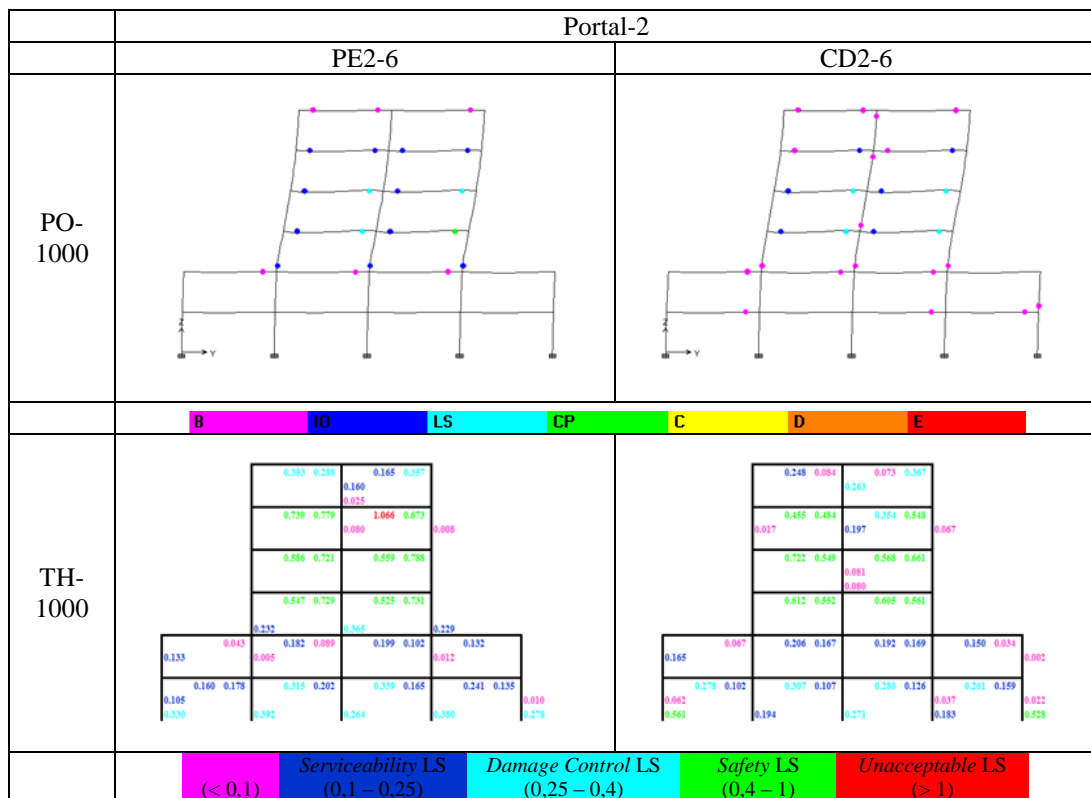 Portal-2
PE2-6 CD2-6
PO-
1000
Z
Y
Z
Y
B IO LS CP C D E
TH-
1000
0.393 0.288 0.165 0.357
0.160
0.025
0.739 0.779 1.066 0.673
0.080 0.008
0.586 0.721 0.559 0.788
0.547 0.729 0.525 0.731
0.232 0.365 0.229
0.043 0.182 0.089 0.199 0.102 0.132
0.133 0.005 0.012
0.160 0.178 0.315 0.202 0.339 0.165 0.241 0.135
0.105 0.010
0.330 0.392 0.264 0.380 0.278
0.248 0.084 0.073 0.367
0.263
0.455 0.484 0.354 0.548
0.017 0.197 0.067
0.722 0.549 0.568 0.661
0.081
0.080
0.612 0.552 0.605 0.561
0.067 0.206 0.167 0.192 0.169 0.150 0.034
0.165 0.002
0.278 0.102 0.307 0.107 0.280 0.126 0.261 0.159
0.062 0.037 0.022
0.561 0.194 0.271 0.183 0.528
(< 0,1)
Serviceability LS
(0,1 – 0,25)
Damage Control LS
(0,25 – 0,4)
Safety LS
(0,4 – 1)
Unacceptable LS
(> 1)